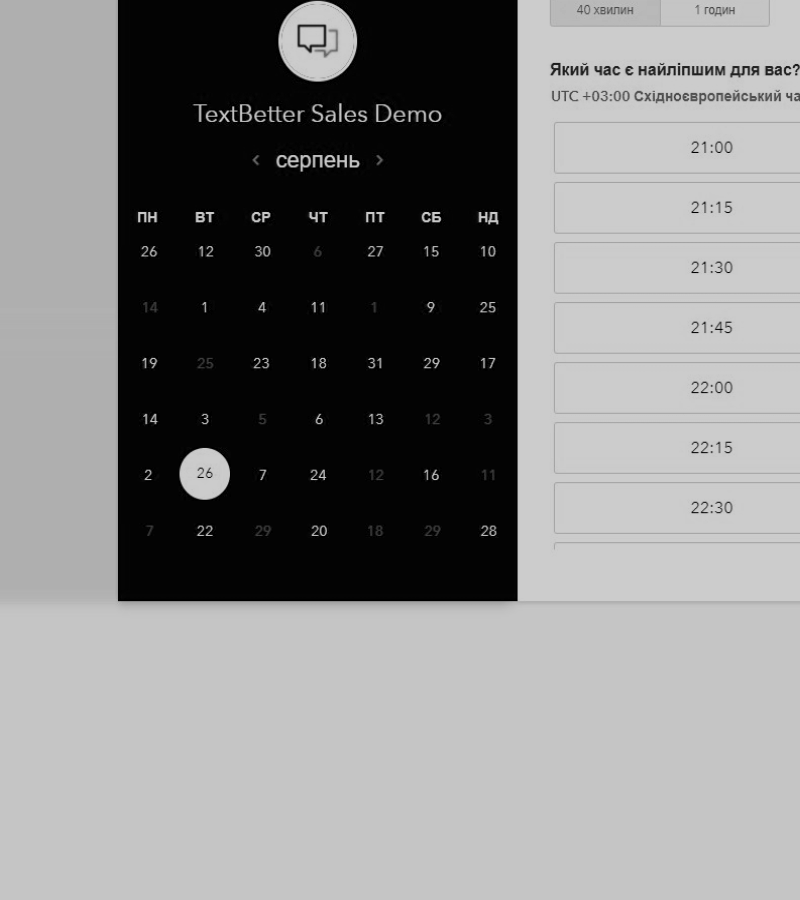 TextBetter Sales Demo
серпень
ПН ВТ СР ЧТ ПТ СБ НД
26 12 30 6 27 15 10
14 1 4 11 1 9 25
19 25 23 18 31 29 17
14 3 5 6 13 12 3
2 26 7 24 12 16 11
7 22 29 20 18 29 28
40 хвилин 1 годин
Який час є найліпшим для вас?
UTC +03:00 Східноєвропейський ча
21:00
21:15
21:30
21:45
22:00
22:15
22:30